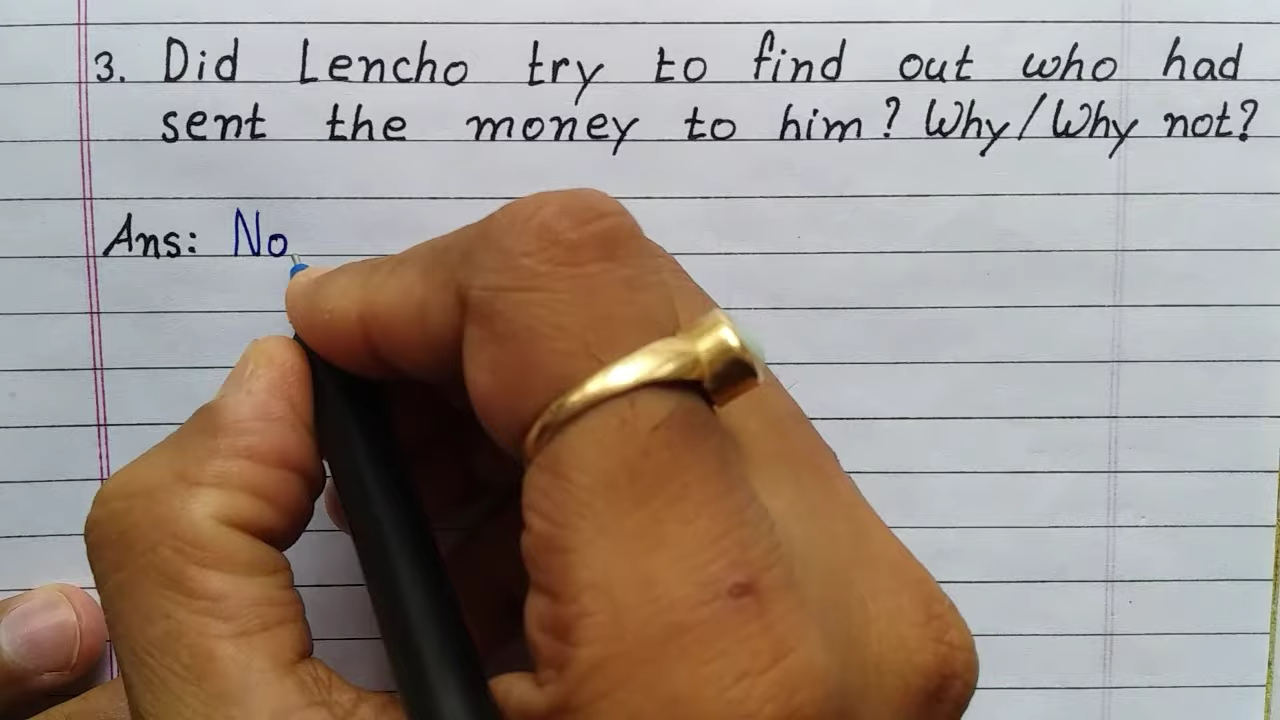 3. Did Lencho try to find out who had
sent the money to him? Why/Why not?
Ans: No,